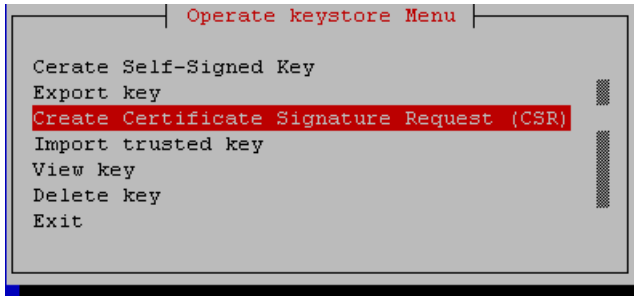 Operate keystore Menu
Cerate Self-Signed Key
Export key
Create Certificate Signature Request (CSR)
Import trusted key
View key
Delete key
Exit